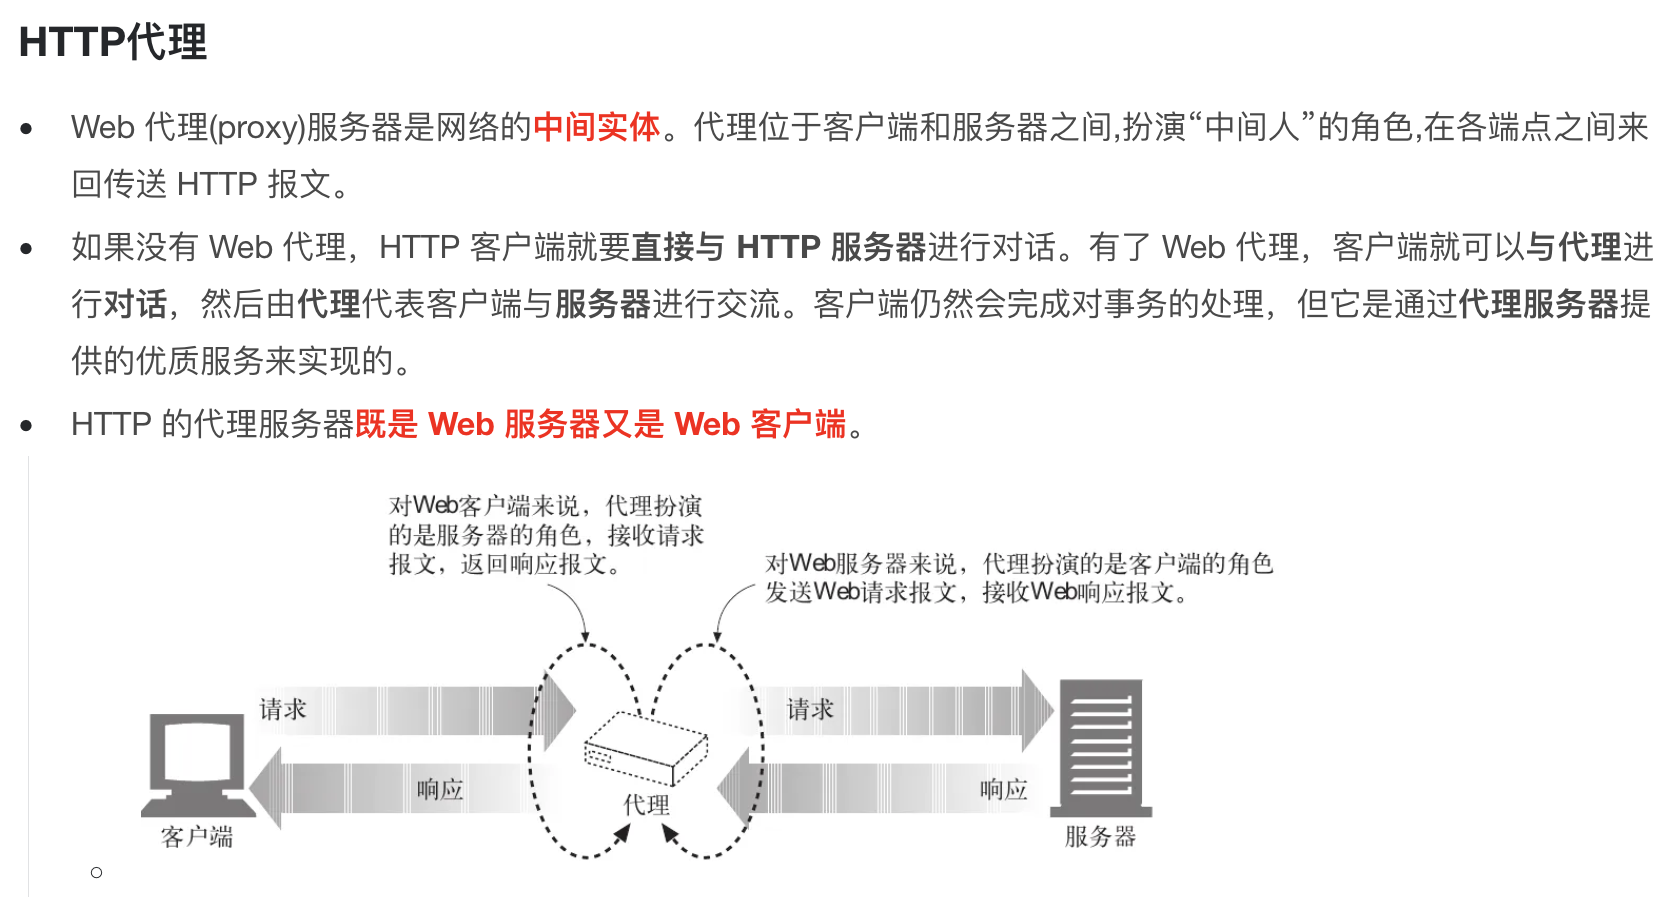 HTTP代理
Web 代理(proxy)服务器是网络的中间实体。代理位于客户端和服务器之间,扮演“中间人”的角色,在各端点之间来
回传送 HTTP 报文。
如果没有 Web 代理，HTTP 客户端就要直接与 HTTP 服务器进行对话。有了 Web 代理，客户端就可以与代理进
行对话，然后由代理代表客户端与服务器进行交流。客户端仍然会完成对事务的处理，但它是通过代理服务器提
供的优质服务来实现的。
HTTP 的代理服务器既是 Web 服务器又是 Web 客户端。
对Web客户端来说，代理扮演
的是服务器的角色，接收请求
报文，返回响应报文。
对Web服务器来说，代理扮演的是客户端的角色
发送Web请求报文，接收Web响应报文。
请求
请求
响应
响应
代理
客户端
服务器